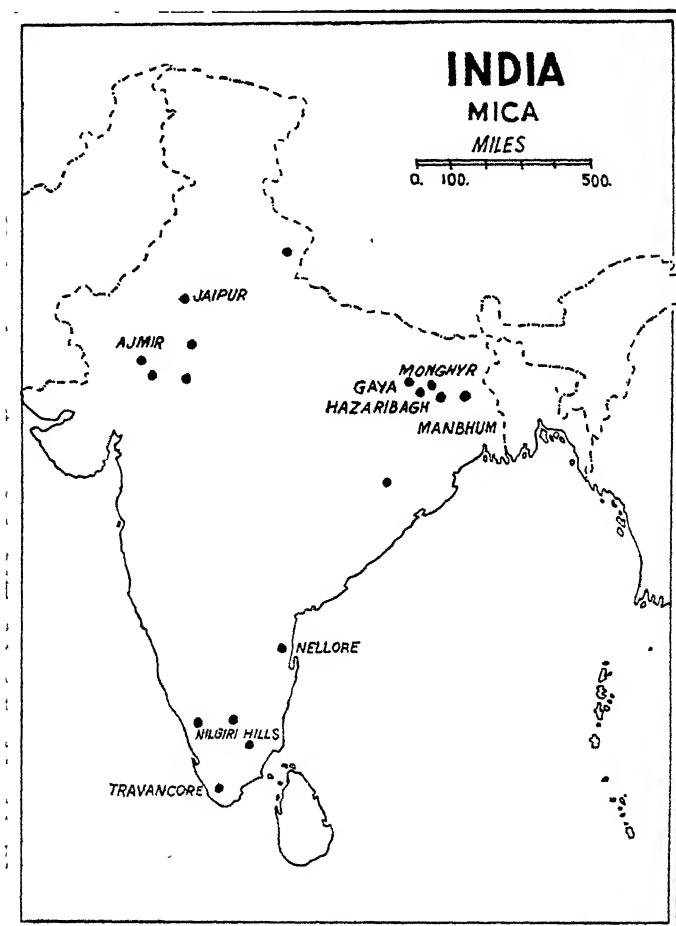 INDIA
MICA
MILES
0. 100. 500.
JAIPUR
AJMIR
MONGHYR
GAYA
HAZARIBAGH
MANBHUM
NELLORE
NILGIRI HILLS
TRAVANCORE